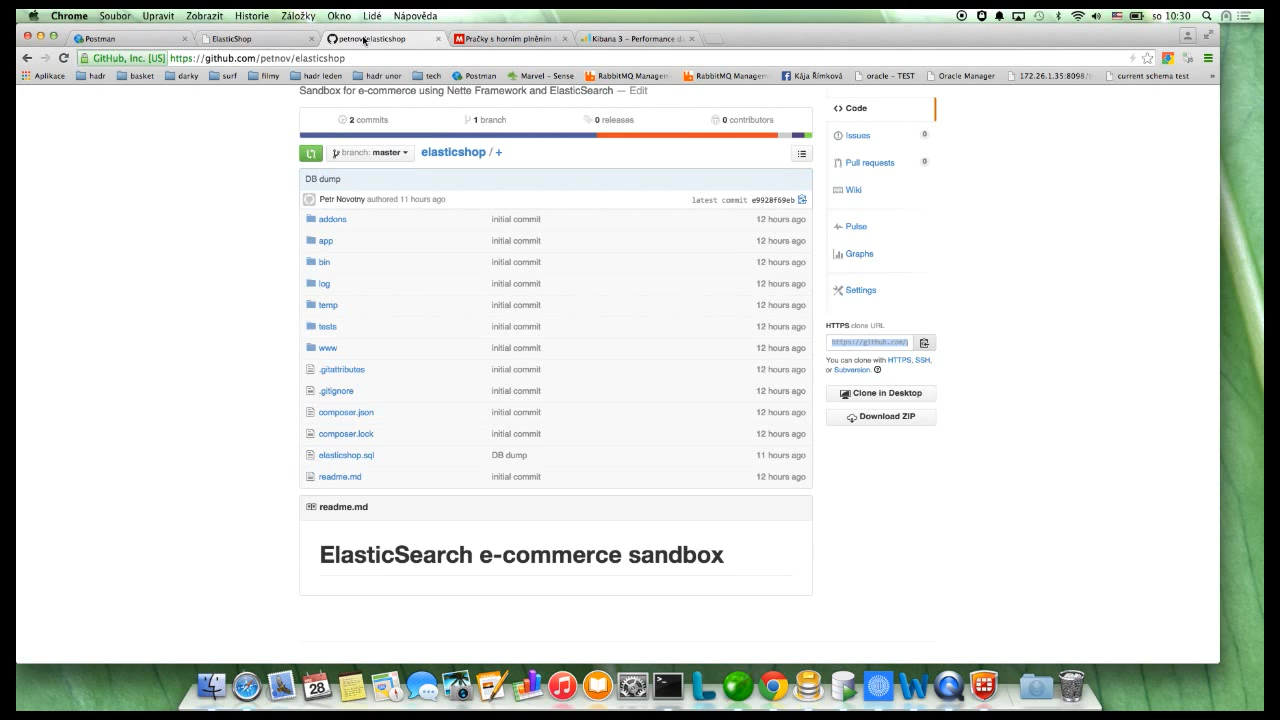 Chrome Soubor Upravit Zobrazit Historie Záložky Okno Lidé Nápověda so 10:30
Postman ElasticShop petnov/elasticshop Pračky s horním plněním Kibana 3 - Performance da
GitHub, Inc. [US] https://github.com/petnov/elasticshop
Aplikace hadr basket darky surf filmy hadr leden hadr unor tech Postman Marvel - Sense RabbitMQ Managem RabbitMQ Managem Kája Římková oracle - TEST Oracle Manager 172.26.1.35:8098/ current schema test »
Sandbox for e-commerce using Nette Framework and ElasticSearch — Edit
2 commits 1 branch 0 releases 0 contributors
branch: master elasticshop / +
DB dump
Petr Novotny authored 11 hours ago latest commit e9928f69eb
addons initial commit 12 hours ago
app initial commit 12 hours ago
bin initial commit 12 hours ago
log initial commit 12 hours ago
temp initial commit 12 hours ago
tests initial commit 12 hours ago
www initial commit 12 hours ago
.gitattributes initial commit 12 hours ago
.gitignore initial commit 12 hours ago
composer.json initial commit 12 hours ago
composer.lock initial commit 12 hours ago
elasticshop.sql DB dump 11 hours ago
readme.md initial commit 12 hours ago
readme.md
ElasticSearch e-commerce sandbox
Code
Issues 0
Pull requests 0
Wiki
Pulse
Graphs
Settings
HTTPS clone URL
https://github.com/
You can clone with HTTPS, SSH,
or Subversion.
Clone in Desktop
Download ZIP
28